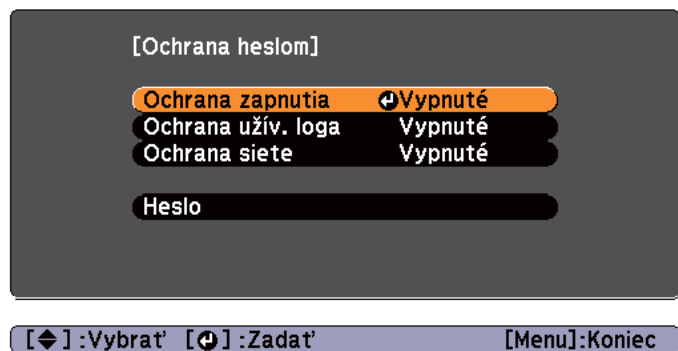 [Ochrana heslom]
Ochrana zapnutia Vypnuté
Ochrana užív. loga Vypnuté
Ochrana siete Vypnuté
Heslo
[◆]:Vybrať [↵]:Zadať [Menu]:Koniec